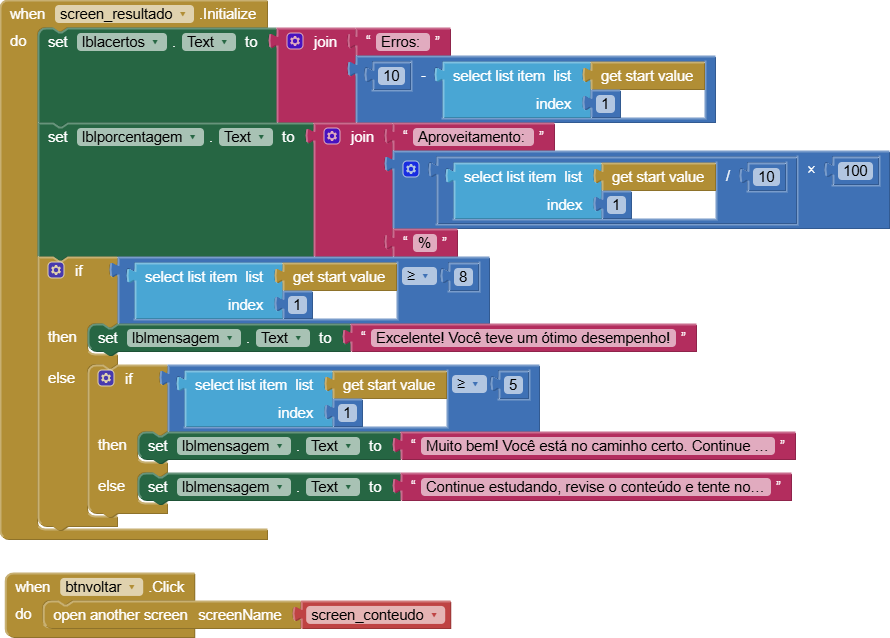 when screen_resultado .Initialize
do set lblacertos . Text to join " Erros: "
10 - select list item list get start value
index 1
set lblporcentagem . Text to join " Aproveitamento: "
select list item list get start value / 10 × 100
index 1
" % "
if select list item list get start value ≥ 8
index 1
then set lblmensagem . Text to " Excelente! Você teve um ótimo desempenho! "
else if select list item list get start value ≥ 5
index 1
then set lblmensagem . Text to " Muito bem! Você está no caminho certo. Continue ... "
else set lblmensagem . Text to " Continue estudando, revise o conteúdo e tente no... "
when btnvoltar .Click
do open another screen screenName screen_conteudo